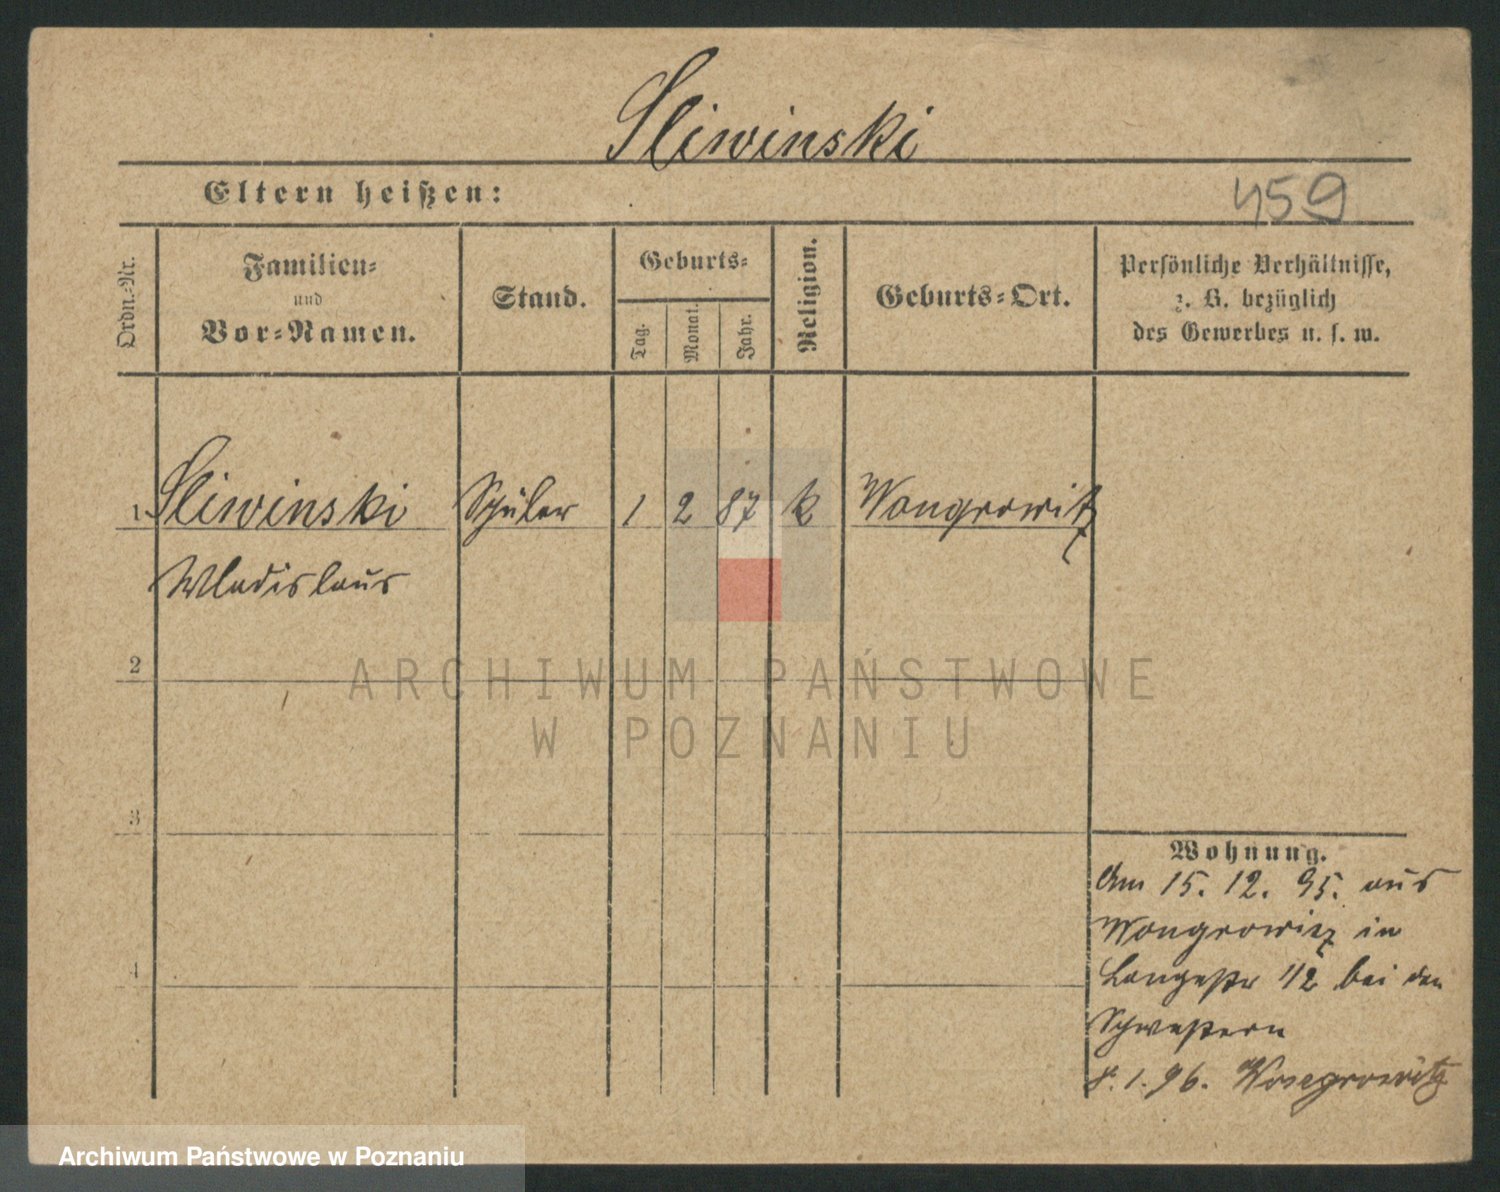 Sliwinski
Eltern heißen:
459
Ordn.-Nr.
Familien-
und
Vor-Namen.
Stand.
Geburts-
Tag.
Monat.
Jahr.
Religion.
Geburts-Ort.
Persönliche Verhältnisse,
z. B. bezüglich
des Gewerbes u. s. w.
1 Sliwinski Schüler 1 2 87 k Wongrowitz
Wladislaus
2
ARCHIWUM PAŃSTWOWE
W POZNANIU
3
Wohnung.
Am 15. 12. 95. aus
Wongrowitz in
4
Langestr 112 bei den
Schwestern
8. 1. 96. Wongrowitz
Archiwum Państwowe w Poznaniu